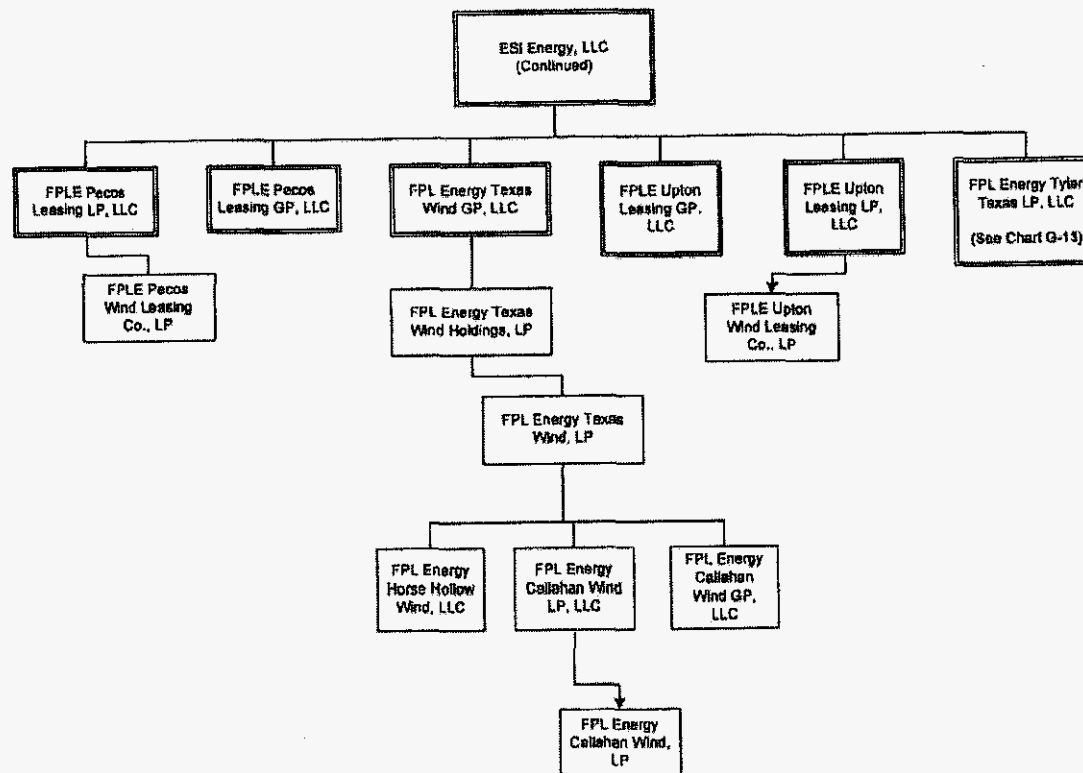 ESI Energy, LLC
(Continued)
FPLE Pecos
Leasing LP, LLC
FPLE Pecos
Leasing GP, LLC
FPL Energy Texas
Wind GP, LLC
FPLE Upton
Leasing GP,
LLC
FPLE Upton
Leasing LP,
LLC
FPL Energy Tyler
Texas LP, LLC
(See Chart G-13)
FPLE Pecos
Wind Leasing
Co., LP
FPL Energy Texas
Wind Holdings, LP
FPLE Upton
Wind Leasing
Co., LP
FPL Energy Texas
Wind, LP
FPL Energy
Horse Hollow
Wind, LLC
FPL Energy
Callahan Wind
LP, LLC
FPL Energy
Callahan
Wind GP,
LLC
FPL Energy
Callahan Wind,
LP